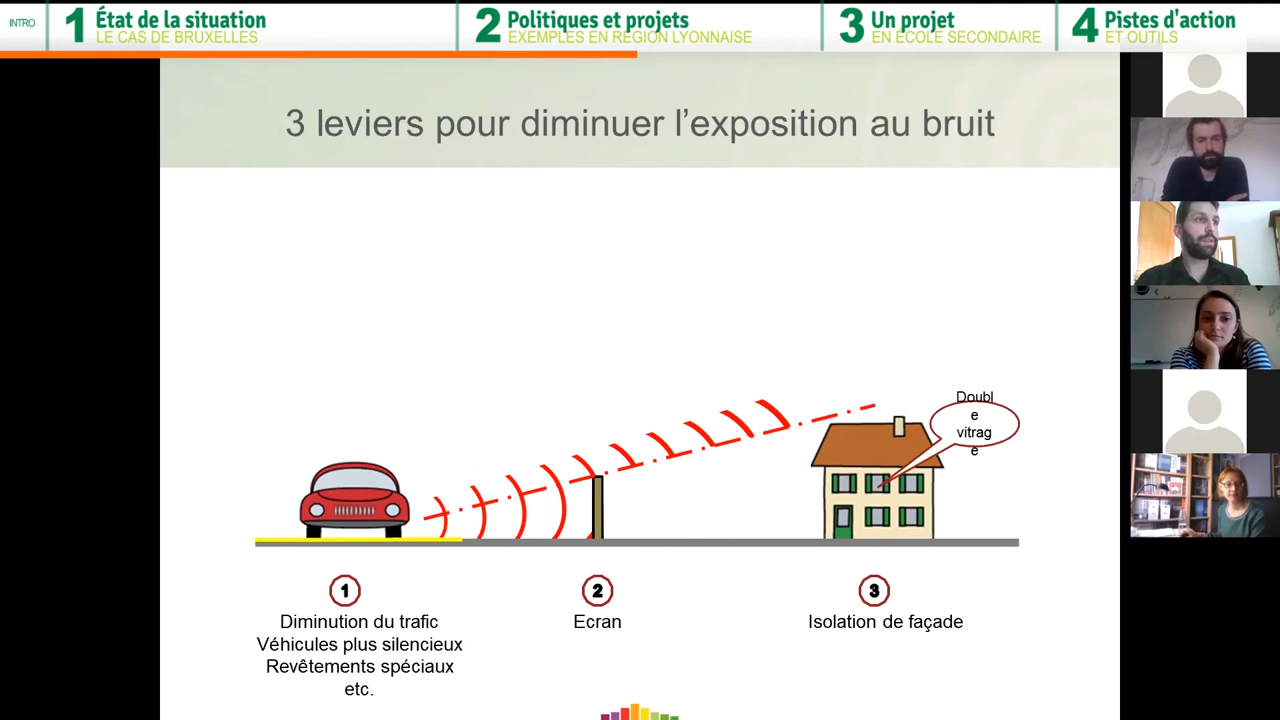 INTRO
1 État de la situation
LE CAS DE BRUXELLES
2 Politiques et projets
EXEMPLES EN RÉGION LYONNAISE
3 Un projet
EN ÉCOLE SECONDAIRE
4 Pistes d'action
ET OUTILS
3 leviers pour diminuer l'exposition au bruit
Doubl
e
vitrag
e
1
Diminution du trafic
Véhicules plus silencieux
Revêtements spéciaux
etc.
2
Ecran
3
Isolation de façade